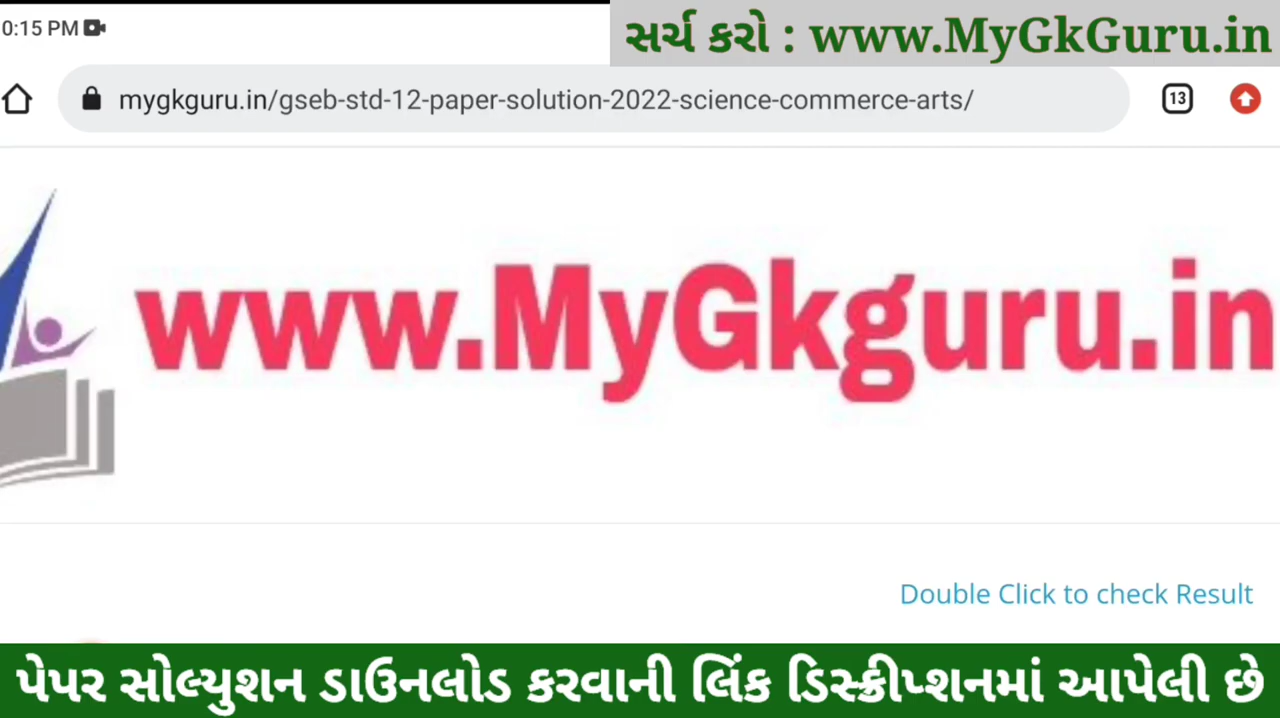 0:15 PM
સર્ચ કરો : www.MyGkGuru.in
mygkguru.in/gseb-std-12-paper-solution-2022-science-commerce-arts/
13
www.MyGkguru.in
Double Click to check Result
પેપર સોલ્યુશન ડાઉનલોડ કરવાની લિંક ડિસ્ક્રીપ્શનમાં આપેલી છે